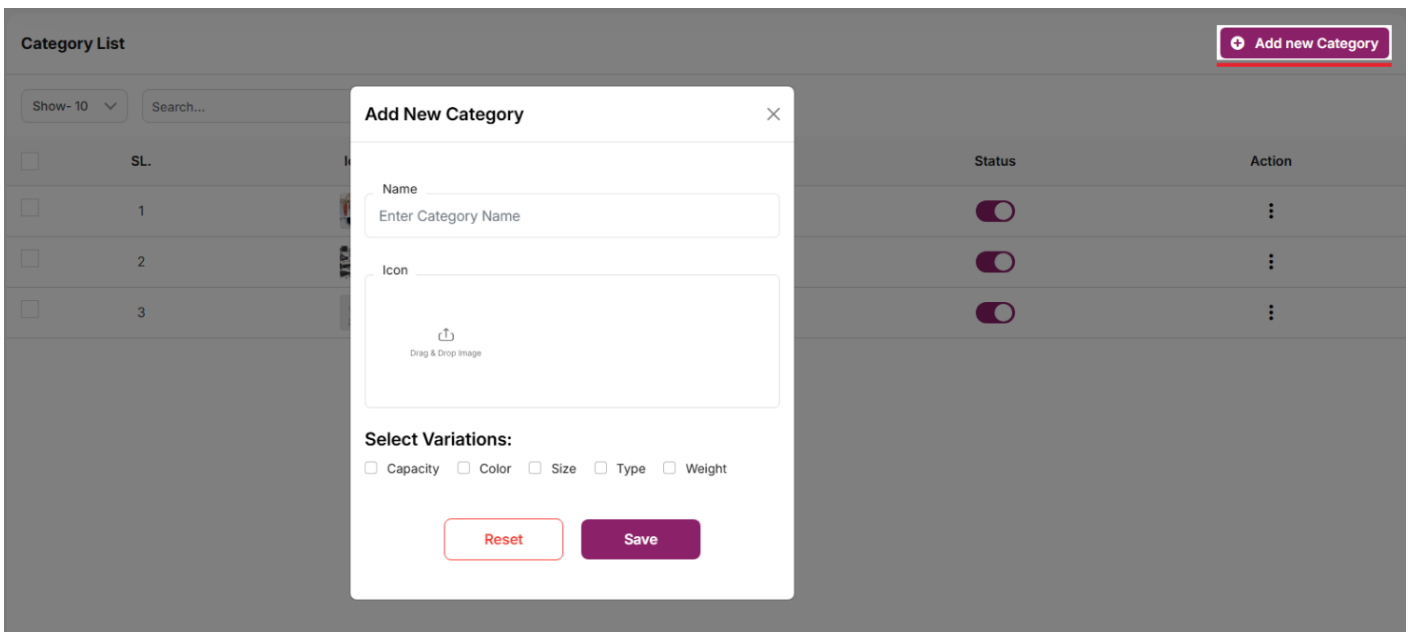 Category List
Add new Category
Show- 10
Search...
Add New Category
SL.
Status
Action
Name
Enter Category Name
1
2
3
Icon
Drag & Drop Image
Select Variations:
Capacity Color Size Type Weight
Reset Save